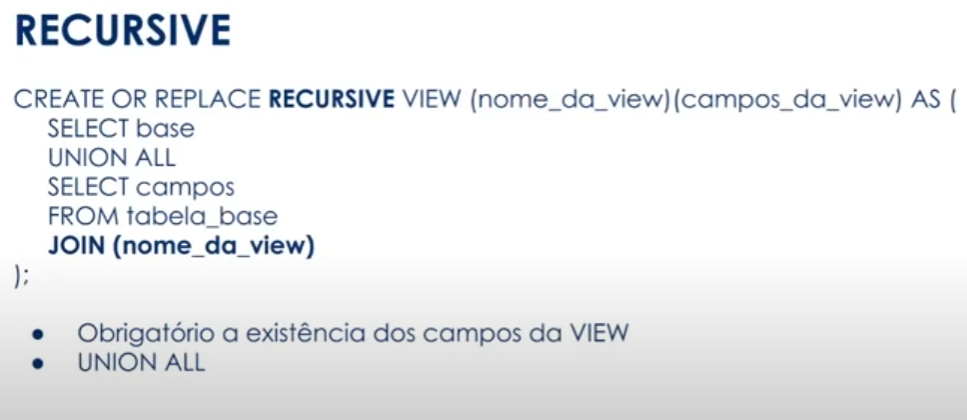 RECURSIVE
CREATE OR REPLACE RECURSIVE VIEW (nome_da_view)(campos_da_view) AS (
SELECT base
UNION ALL
SELECT campos
FROM tabela_base
JOIN (nome_da_view)
);
● Obrigatório a existência dos campos da VIEW
● UNION ALL